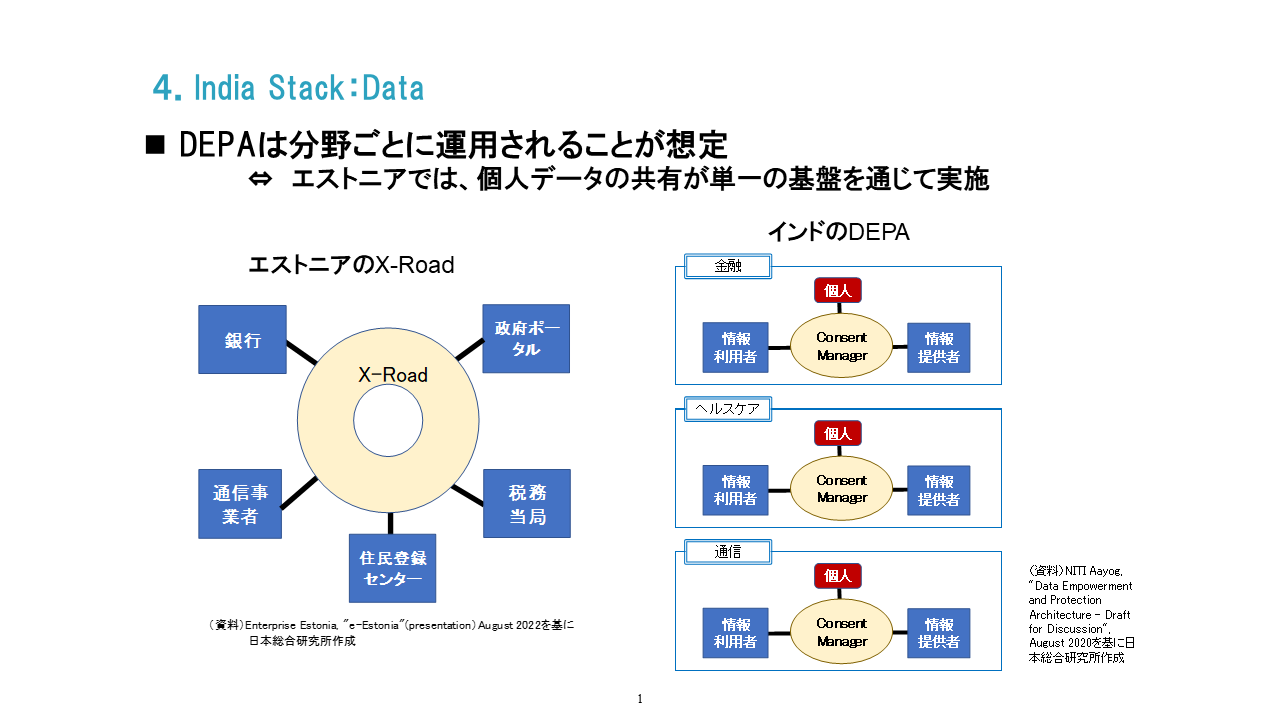 ４．India Stack：Data
■ DEPAは分野ごとに運用されることが想定
⇔ エストニアでは、個人データの共有が単一の基盤を通じて実施
エストニアのX-Road
銀行
政府ポー
タル
X-Road
通信事
業者
税務
当局
住民登録
センター
（資料）Enterprise Estonia, "e-Estonia"(presentation) August 2022を基に
日本総合研究所作成
インドのDEPA
金融
個人
情報
利用者
Consent
Manager
情報
提供者
ヘルスケア
個人
情報
利用者
Consent
Manager
情報
提供者
通信
個人
情報
利用者
Consent
Manager
情報
提供者
（資料）NITI Aayog,
"Data Empowerment
and Protection
Architecture - Draft
for Discussion",
August 2020を基に日
本総合研究所作成
1